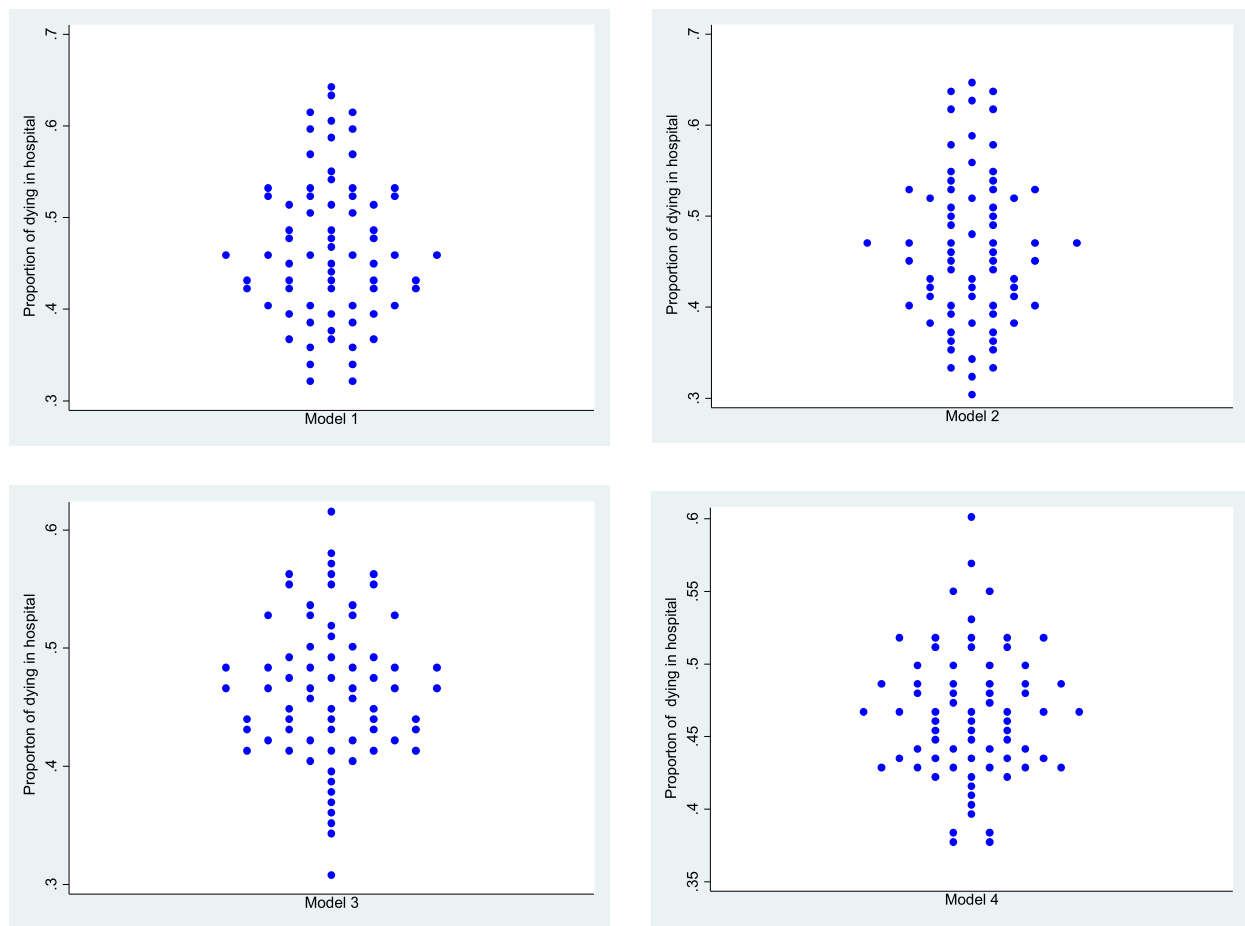 Proportion of dying in hospital
.7
.6
.5
.4
.3
Model 1
Proportion of dying in hospital
.7
.6
.5
.4
.3
Model 2
Proporton of dying in hospital
.6
.5
.4
.3
Model 3
Proporton of  dying in hospital
.6
.55
.5
.45
.4
.35
Model 4